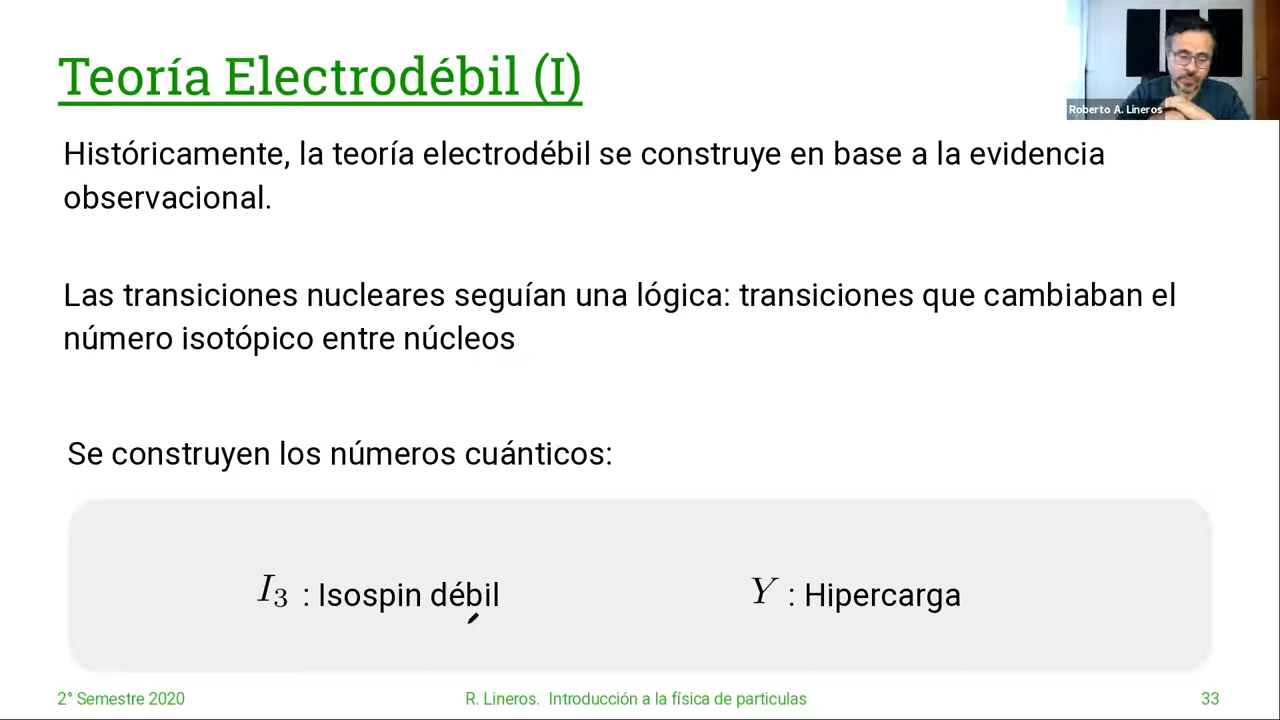 Teoría Electrodébil (I)
Roberto A. Lineros
Históricamente, la teoría electrodébil se construye en base a la evidencia
observacional.
Las transiciones nucleares seguían una lógica: transiciones que cambiaban el
número isotópico entre núcleos
Se construyen los números cuánticos:
I₃ : Isospin débil
Y : Hipercarga
2° Semestre 2020
R. Lineros. Introducción a la física de particulas
33